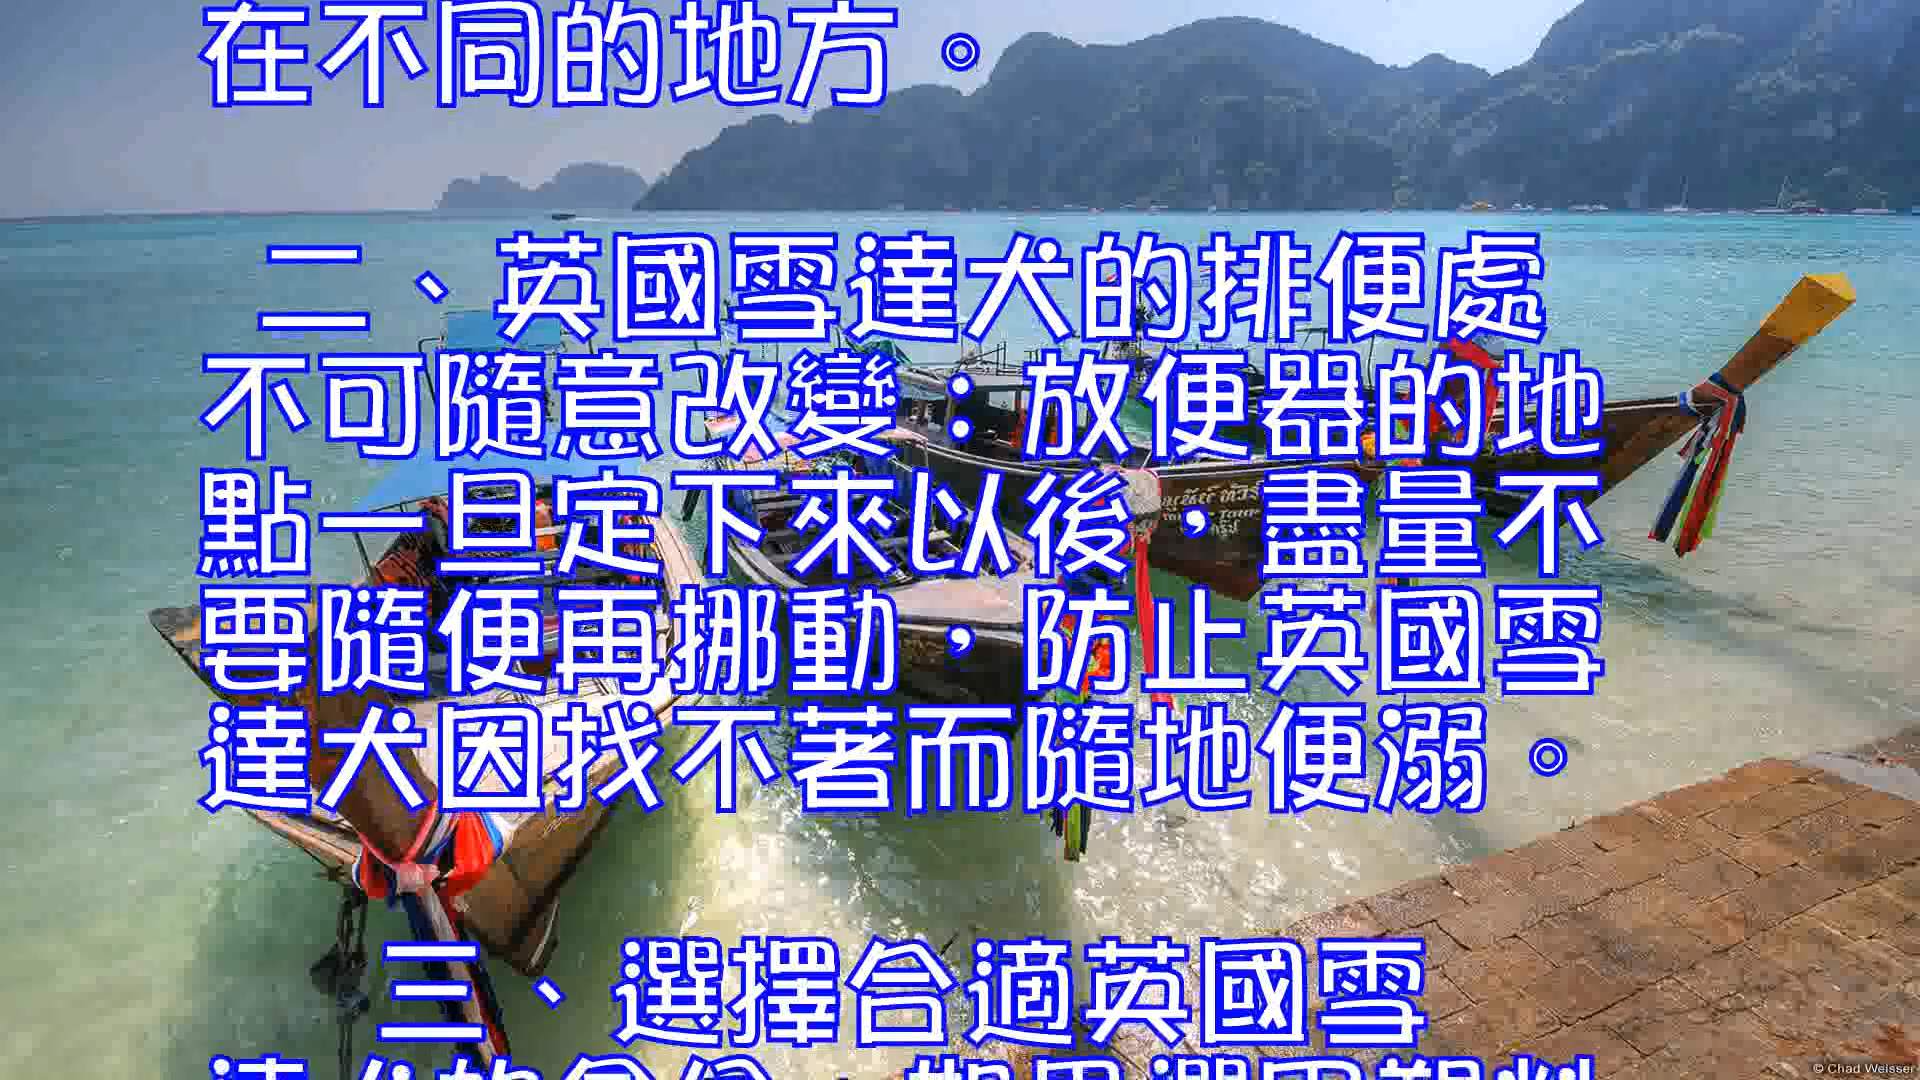 在不同的地方。
二、英國雪達犬的排便處
不可隨意改變：放便器的地
點一旦定下來以後，盡量不
要隨便再挪動，防止英國雪
達犬因找不著而隨地便溺。
三、選擇合適英國雪
© Chad Weisser